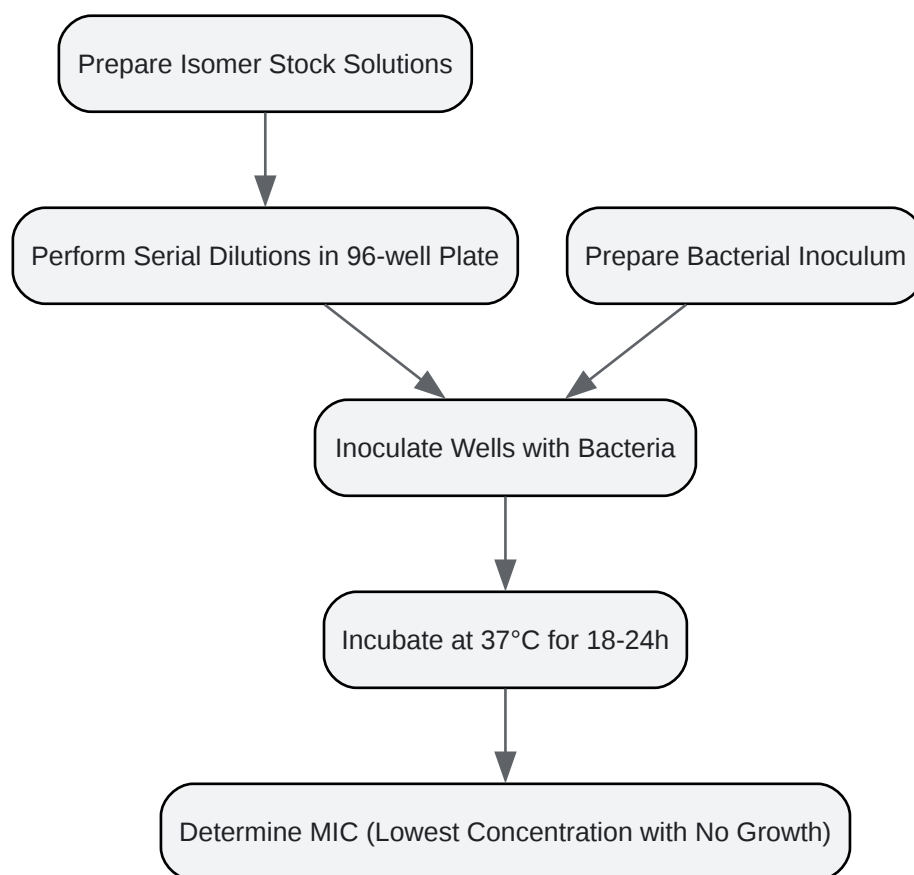 Prepare Isomer Stock Solutions
Perform Serial Dilutions in 96-well Plate
Prepare Bacterial Inoculum
Inoculate Wells with Bacteria
Incubate at 37°C for 18-24h
Determine MIC (Lowest Concentration with No Growth)